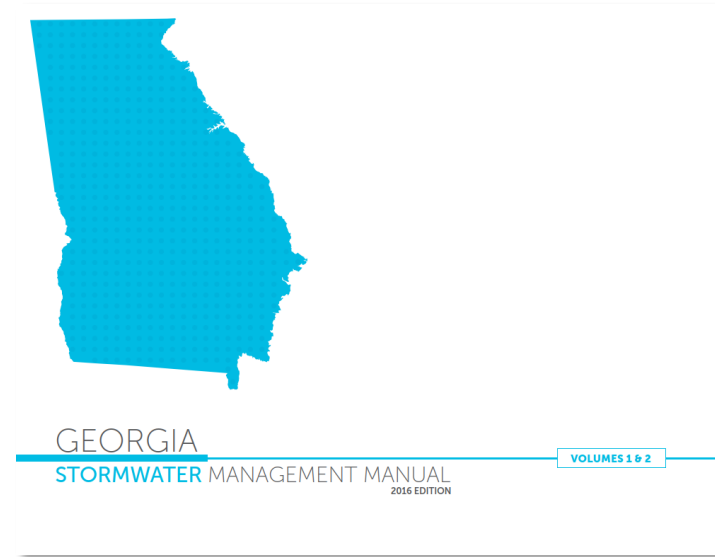 GEORGIA
VOLUMES 1 & 2
STORMWATER MANAGEMENT MANUAL
2016 EDITION